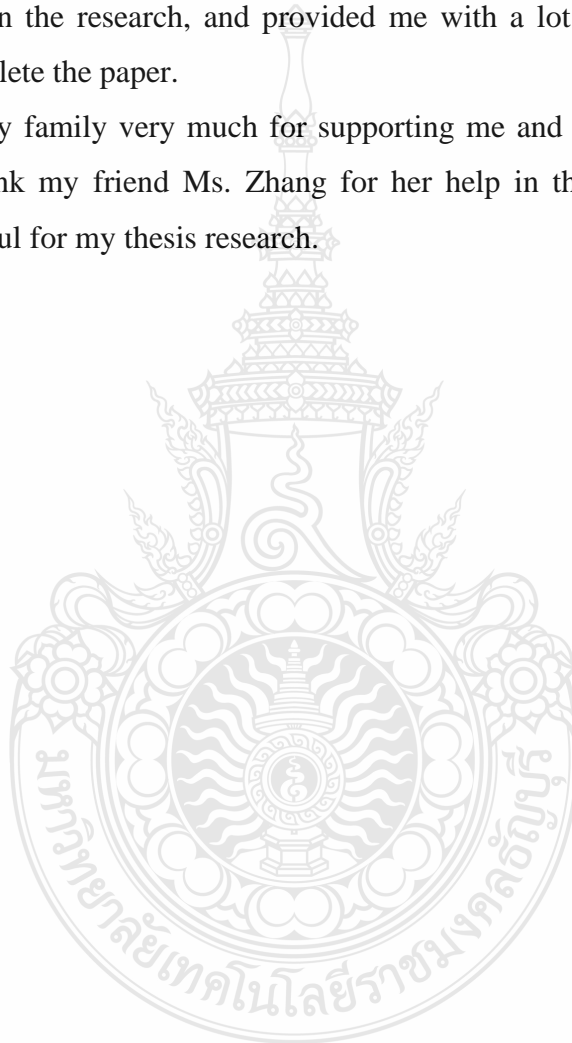 n the research, and provided me with a lot
lete the paper.
y family very much for supporting me and
nk my friend Ms. Zhang for her help in th
ul for my thesis research.
มหาวิทยาลัยเทคโนโลยีราชมงคลธัญบุรี